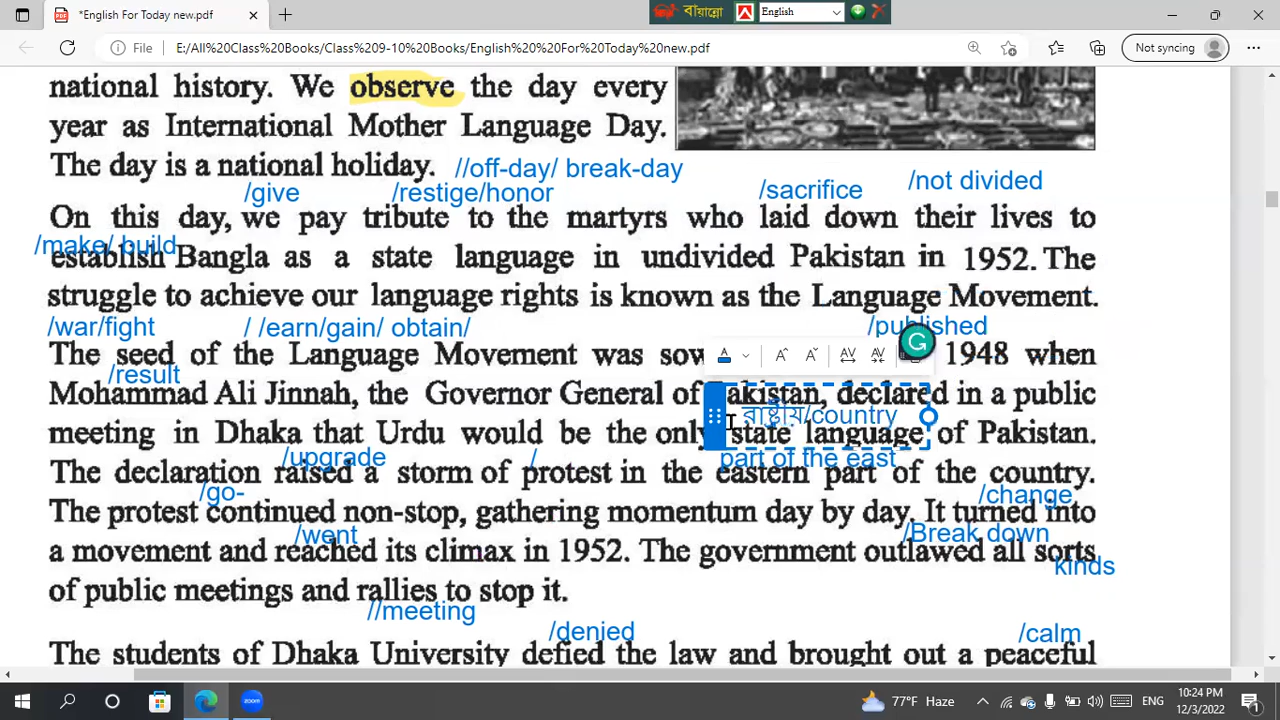 *English For Today new.pdf
বায়ান্নো
English
File
E:/All%20Class%20Books/Class%209-10%20Books/English%20%20For%20Today%20new.pdf
Not syncing
national history. We observe the day every
year as International Mother Language Day.
The day is a national holiday.
//off-day/ break-day
/give
/restige/honor
/sacrifice
/not divided
On this day, we pay tribute to the martyrs who laid down their lives to
/make/ build
establish Bangla as a state language in undivided Pakistan in 1952. The
struggle to achieve our language rights is known as the Language Movement.
/war/fight
/ /earn/gain/ obtain/
/published
The seed of the Language Movement was sow 1948 when
/result
Mohammad Ali Jinnah, the Governor General of Pakistan, declared in a public
রাষ্ট্রীয়/country
meeting in Dhaka that Urdu would be the only state language of Pakistan.
/upgrade
/
part of the east
The declaration raised a storm of protest in the eastern part of the country.
/go-
/change
The protest continued non-stop, gathering momentum day by day. It turned into
/went
/Break down
a movement and reached its climax in 1952. The government outlawed all sorts
kinds
of public meetings and rallies to stop it.
//meeting
/denied
/calm
The students of Dhaka University defied the law and brought out a peaceful
zoom
77°F Haze
ENG
10:24 PM
12/3/2022
1